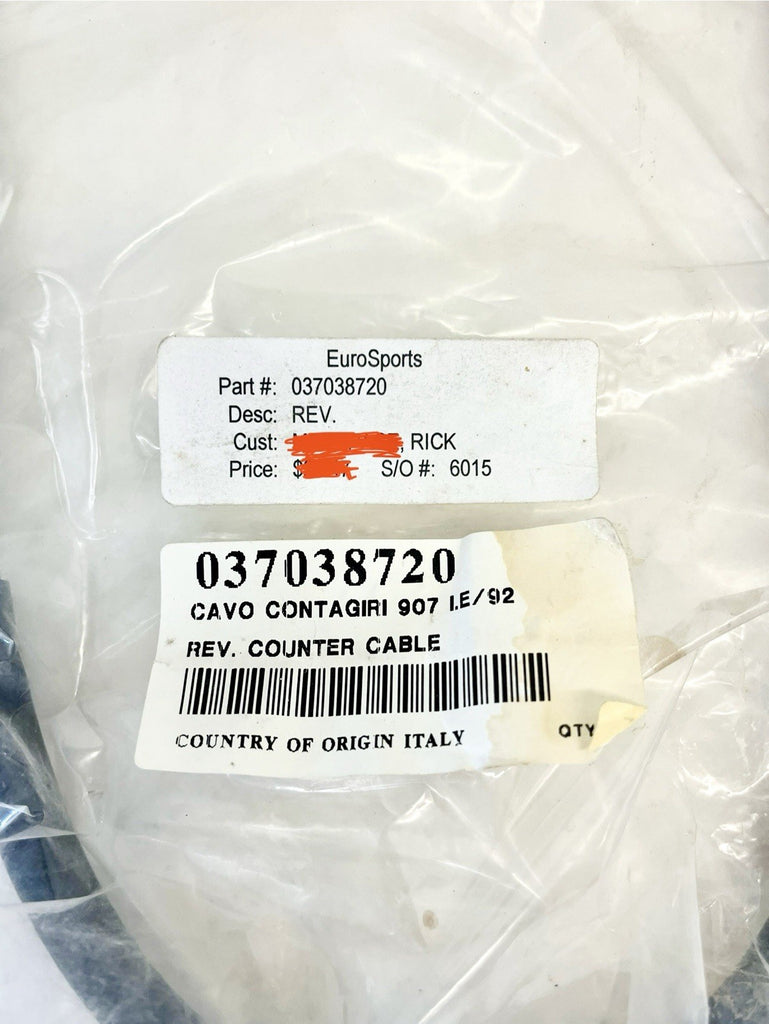 EuroSports
Part #: 037038720
Desc: REV.
Cust: , RICK
Price: $ S/O #: 6015
037038720
CAVO CONTAGIRI 907 I.E/92
REV. COUNTER CABLE
COUNTRY OF ORIGIN ITALY
QTY